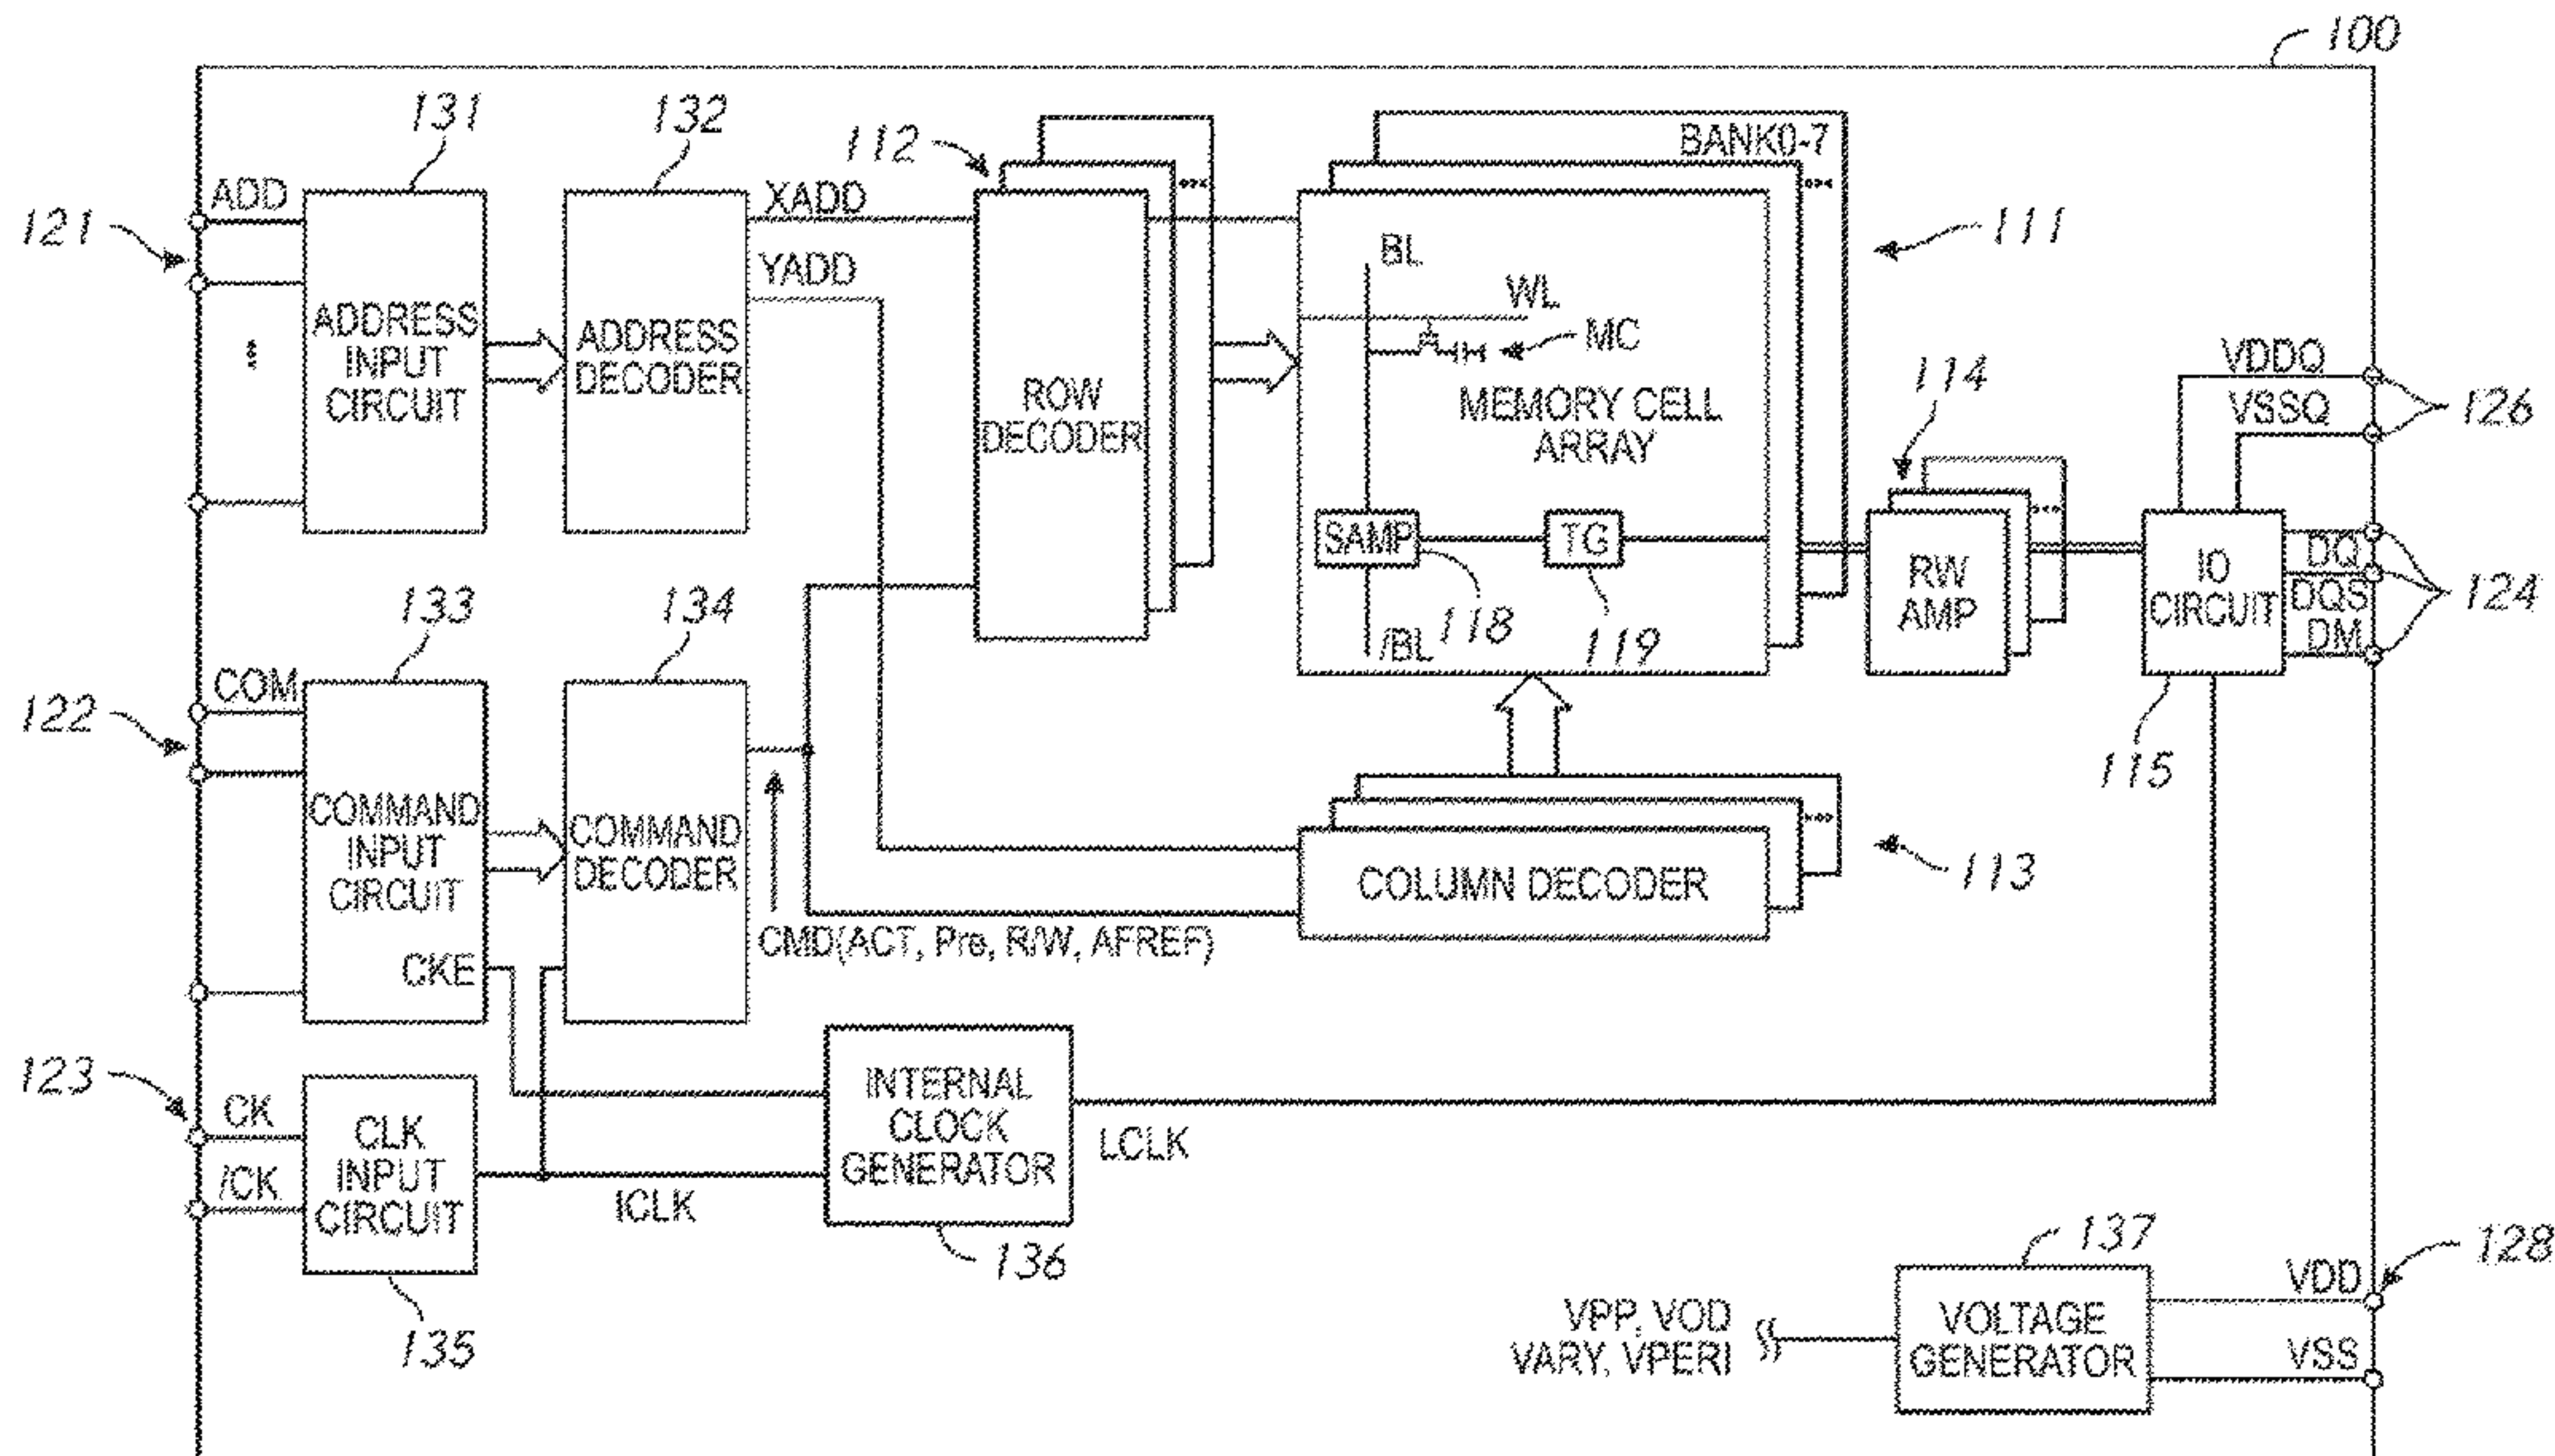 100
131
132
112
BANK0-7
ADD
XADD
121
111
YADD
BL
WL
MC
ADDRESS
INPUT
CIRCUIT
ADDRESS
DECODER
ROW
DECODER
MEMORY CELL
ARRAY
114
VDDQ
VSSQ
126
SAMP
TG
RW
AMP
IO
CIRCUIT
DQ
DQS
DM
124
133
134
118
119
/BL
COM
122
115
COMMAND
INPUT
CIRCUIT
COMMAND
DECODER
COLUMN DECODER
113
CKE
CMD(ACT, Pre, R/W, AFREF)
123
CK
/CK
CLK
INPUT
CIRCUIT
INTERNAL
CLOCK
GENERATOR
LCLK
ICLK
135
136
137
128
VDD
VSS
VPP, VOD
VARY, VPERI
VOLTAGE
GENERATOR